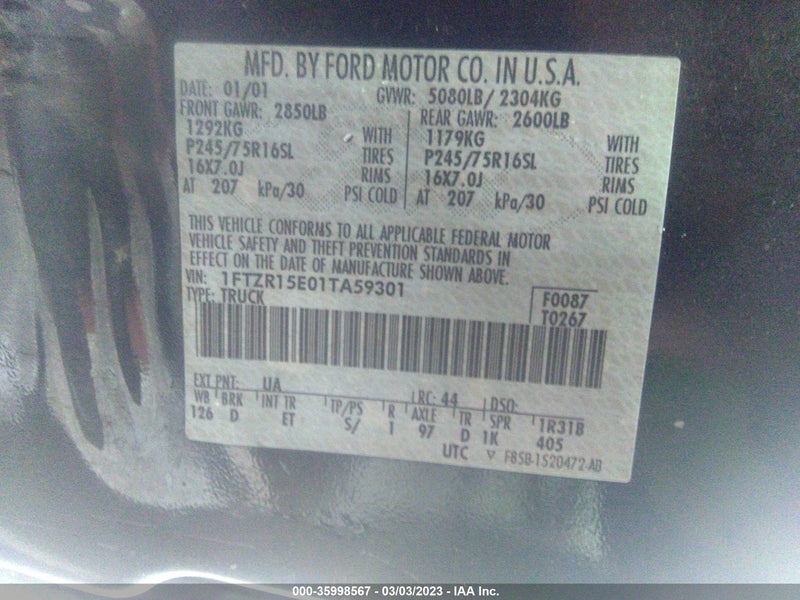 MFD. BY FORD MOTOR CO. IN U.S.A.
DATE: 01/01 GVWR: 5080LB/ 2304KG
FRONT GAWR: 2850LB REAR GAWR: 2600LB
1292KG WITH 1179KG WITH
P245/75R16SL TIRES P245/75R16SL TIRES
16X7.0J RIMS 16X7.0J RIMS
AT 207 kPa/30 PSI COLD AT 207 kPa/30 PSI COLD
THIS VEHICLE CONFORMS TO ALL APPLICABLE FEDERAL MOTOR
VEHICLE SAFETY AND THEFT PREVENTION STANDARDS IN
EFFECT ON THE DATE OF MANUFACTURE SHOWN ABOVE.
VIN: 1FTZR15E01TA59301 F0087
TYPE: TRUCK T0267
EXT PNT: UA RC: 44 DSO:
WB BRK INT TR TP/PS R AXLE TR SPR 1R31B
126 D ET S/ 1 97 D 1K 405
UTC ▽ F85B-1520472-AB
000-35998567 - 03/03/2023 - IAA Inc.